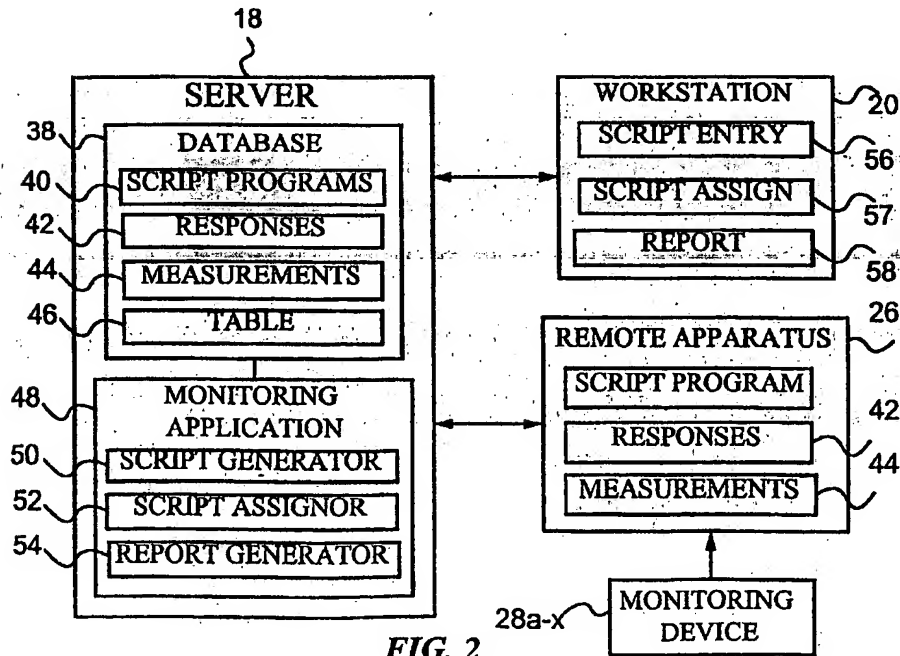 18
SERVER
38
DATABASE
40
SCRIPT PROGRAMS
42
RESPONSES
44
MEASUREMENTS
46
TABLE
48
MONITORING
APPLICATION
50
SCRIPT GENERATOR
52
SCRIPT ASSIGNOR
54
REPORT GENERATOR
WORKSTATION
20
SCRIPT ENTRY
56
SCRIPT ASSIGN
57
REPORT
58
REMOTE APPARATUS
26
SCRIPT PROGRAM
RESPONSES
42
MEASUREMENTS
44
28a-x
MONITORING
DEVICE
FIG. 2